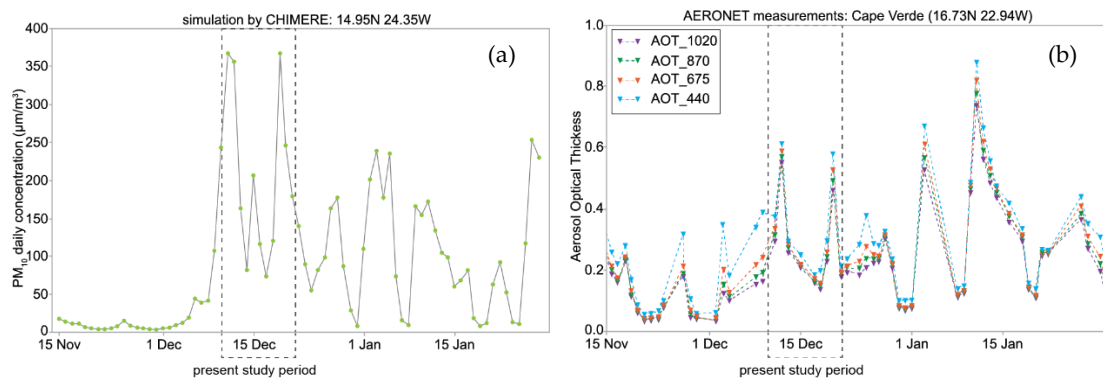 simulation by CHIMERE: 14.95N 24.35W
(a)
PM10 daily concentration (µm/m³)
400
350
300
250
200
150
100
50
0
15 Nov
1 Dec
15 Dec
1 Jan
15 Jan
present study period
AERONET measurements: Cape Verde (16.73N 22.94W)
(b)
AOT_1020
AOT_870
AOT_675
AOT_440
Aerosol Optical Thickess
1.0
0.8
0.6
0.4
0.2
0.0
15 Nov
1 Dec
15 Dec
1 Jan
15 Jan
present study period